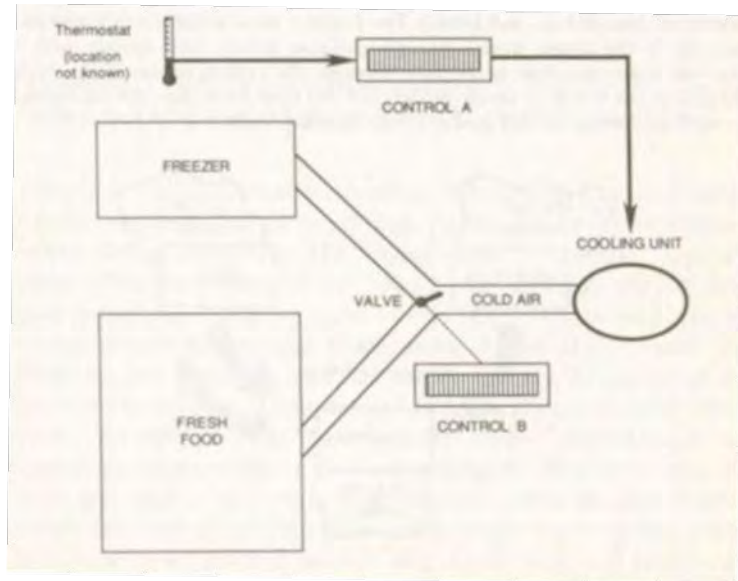 Thermostat
(location
not known)
CONTROL A
FREEZER
COOLING UNIT
VALVE
COLD AIR
CONTROL B
FRESH
FOOD